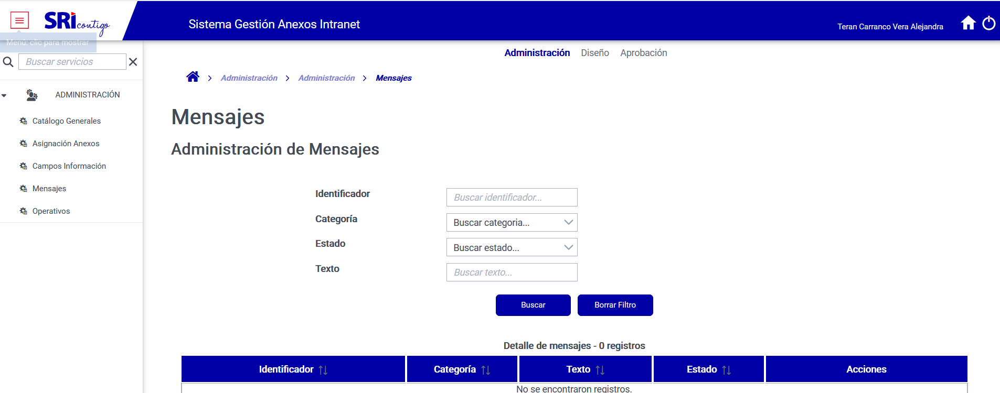 SRi contigo
Sistema Gestión Anexos Intranet
Teran Carranco Vera Alejandra
Menú: clic para mostrar
Buscar servicios
Administración Diseño Aprobación
Administración > Administración > Mensajes
ADMINISTRACIÓN
Catálogo Generales
Asignación Anexos
Campos Información
Mensajes
Operativos
Mensajes
Administración de Mensajes
Identificador Buscar identificador...
Categoría Buscar categoria...
Estado Buscar estado...
Texto Buscar texto...
Buscar Borrar Filtro
Detalle de mensajes - 0 registros
Identificador Categoría Texto Estado Acciones
No se encontraron registros.